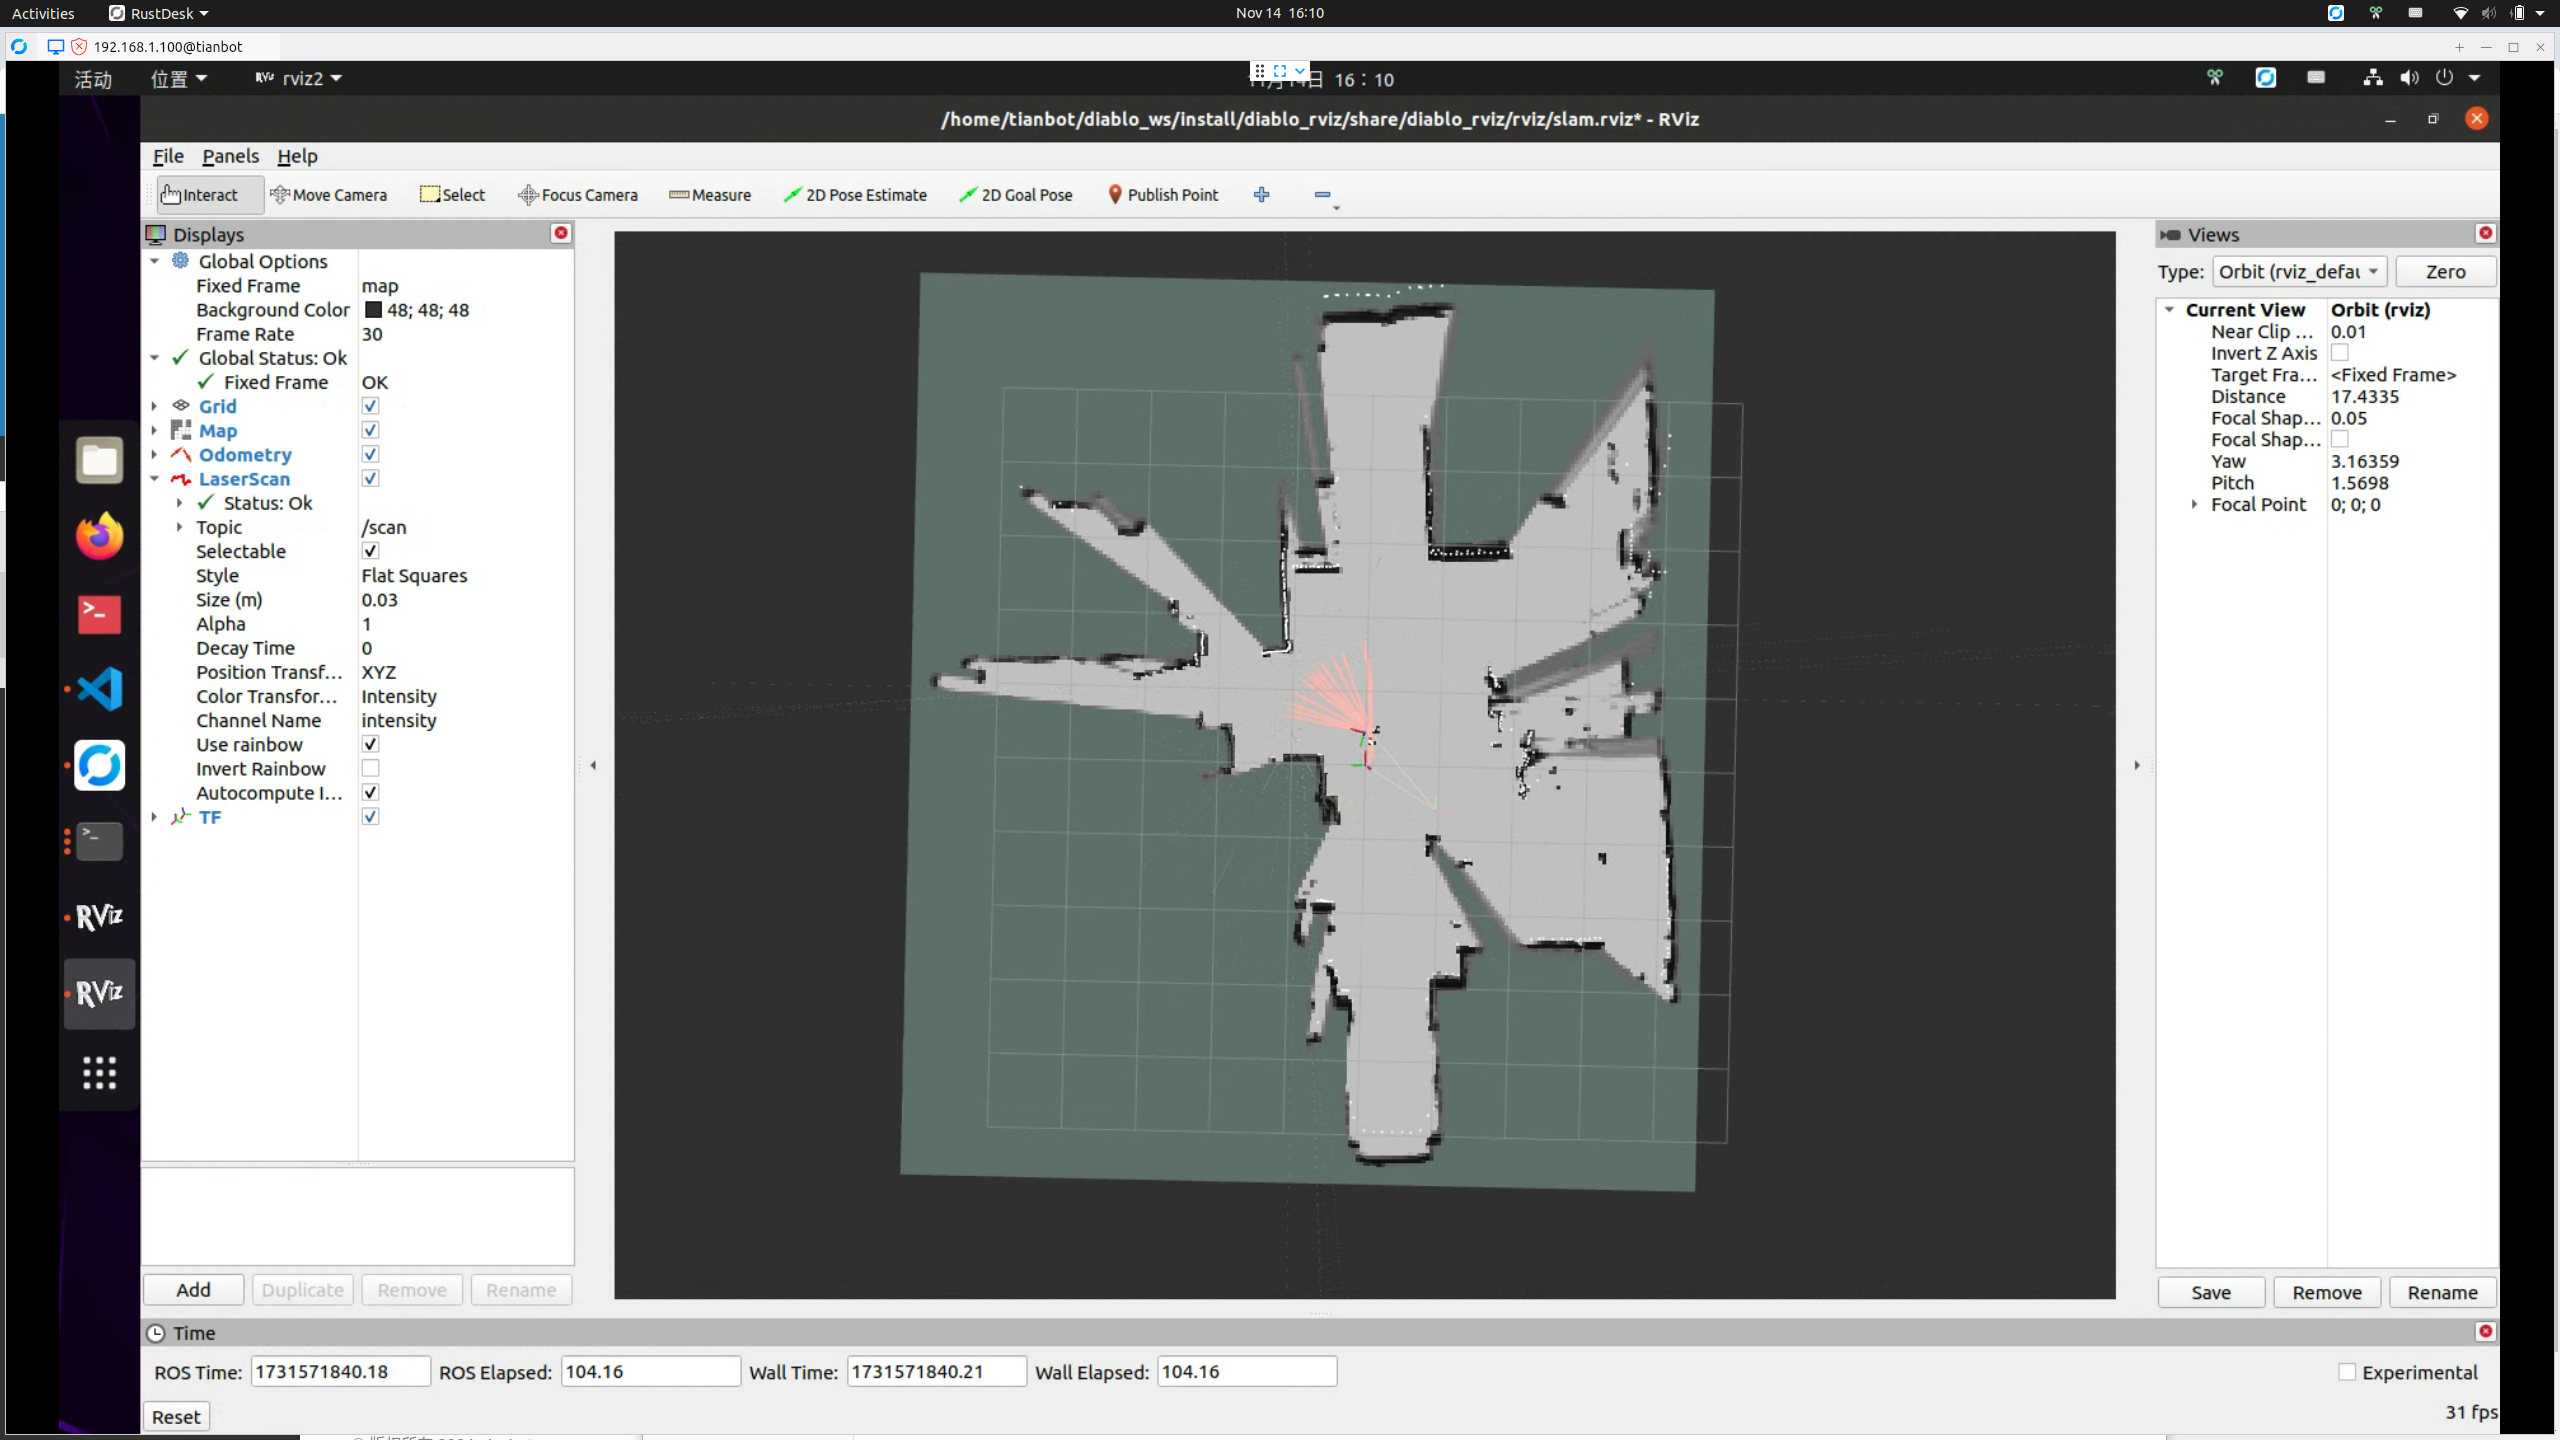 Activities
RustDesk
Nov 14 16:10
192.168.1.100@tianbot
活动
位置
RViz
rviz2
16：10
/home/tianbot/diablo_ws/install/diablo_rviz/share/diablo_rviz/rviz/slam.rviz* - RViz
File
Panels
Help
Interact
Move Camera
Select
Focus Camera
Measure
2D Pose Estimate
2D Goal Pose
Publish Point
Displays
Global Options
Fixed Frame map
Background Color 48; 48; 48
Frame Rate 30
Global Status: Ok
Fixed Frame OK
Grid
Map
Odometry
LaserScan
Status: Ok
Topic /scan
Selectable
Style Flat Squares
Size (m) 0.03
Alpha 1
Decay Time 0
Position Transf... XYZ
Color Transfor... Intensity
Channel Name intensity
Use rainbow
Invert Rainbow
Autocompute I...
TF
RViz
RViz
Add
Duplicate
Remove
Rename
Views
Type: Orbit (rviz_defau
Zero
Current View Orbit (rviz)
Near Clip ... 0.01
Invert Z Axis
Target Fra... <Fixed Frame>
Distance 17.4335
Focal Shap... 0.05
Focal Shap...
Yaw 3.16359
Pitch 1.5698
Focal Point 0; 0; 0
Save
Remove
Rename
Time
ROS Time: 1731571840.18
ROS Elapsed: 104.16
Wall Time: 1731571840.21
Wall Elapsed: 104.16
Experimental
Reset
31 fps